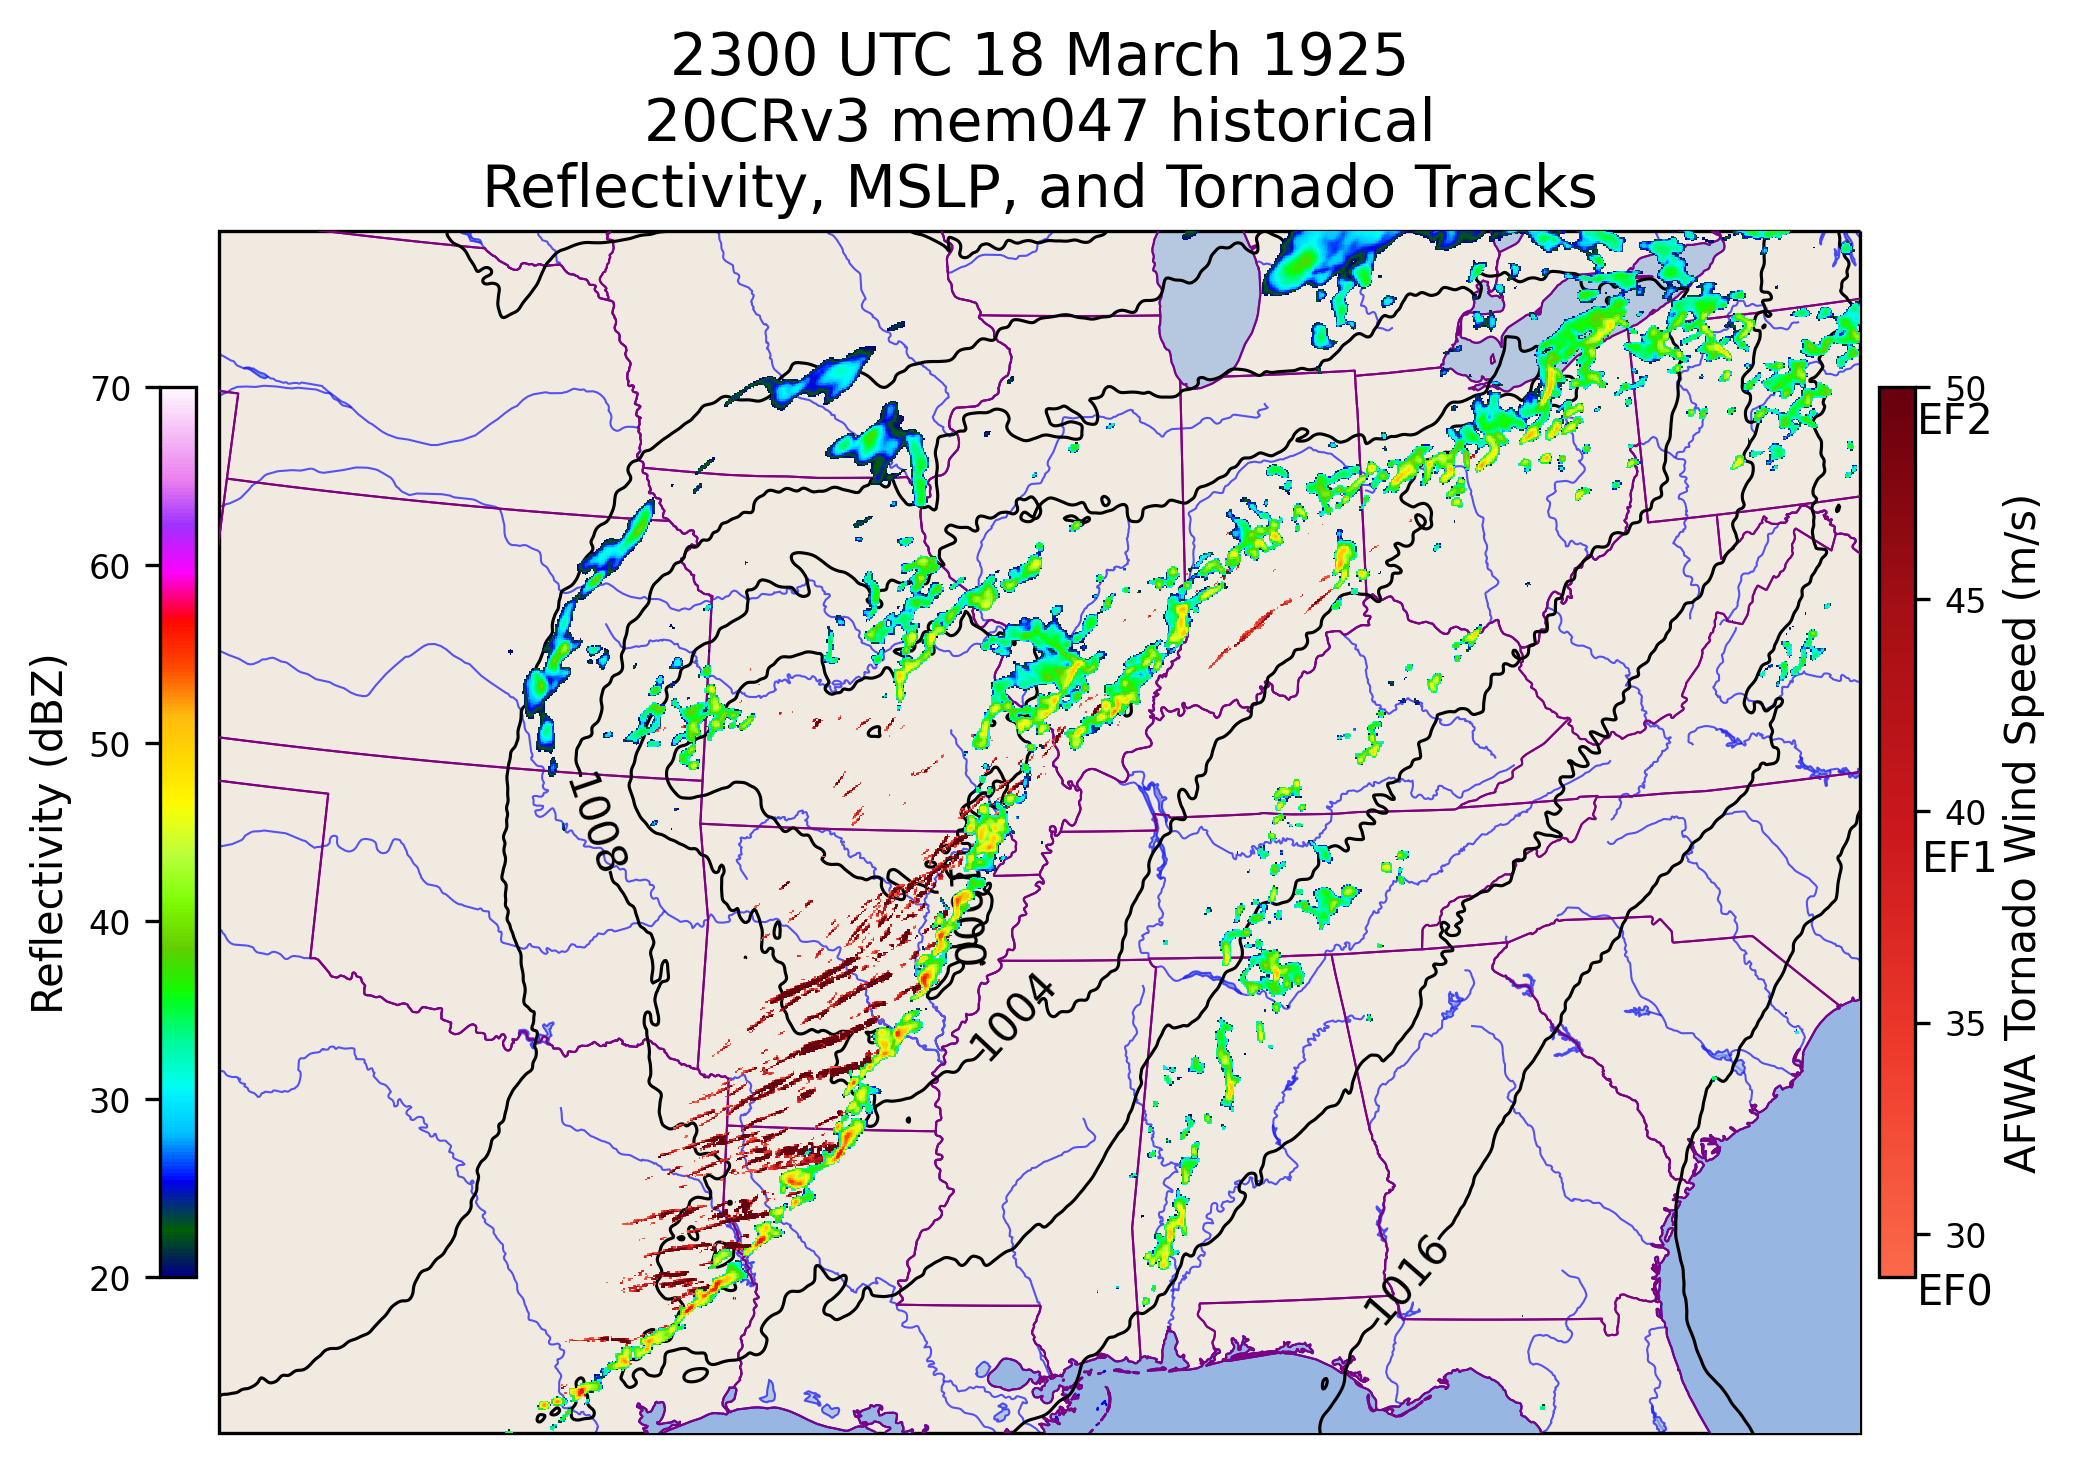 2300 UTC 18 March 1925
20CRv3 mem047 historical
Reflectivity, MSLP, and Tornado Tracks
70
60
50
40
30
20
Reflectivity (dBZ)
1008
1001
1004
1016
50
EF2
45
40
EF1
35
30
EF0
AFWA Tornado Wind Speed (m/s)